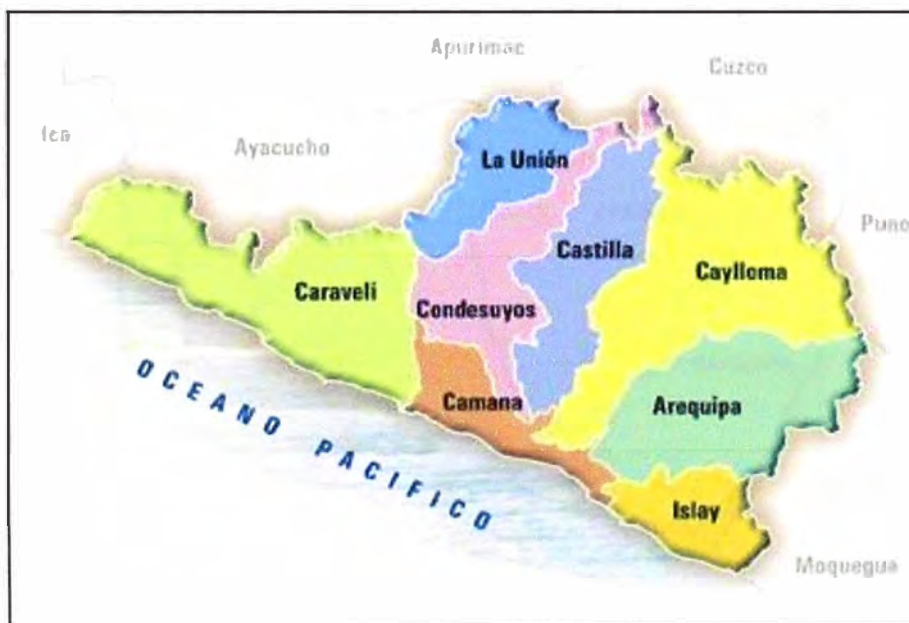 Apurimac
Cuzco
Ica
Ayacucho
La Unión
Puno
Castilla
Caylloma
Caraveli
Condesuyos
OCEANO PACIFICO
Camana
Arequipa
Islay
Moquegua